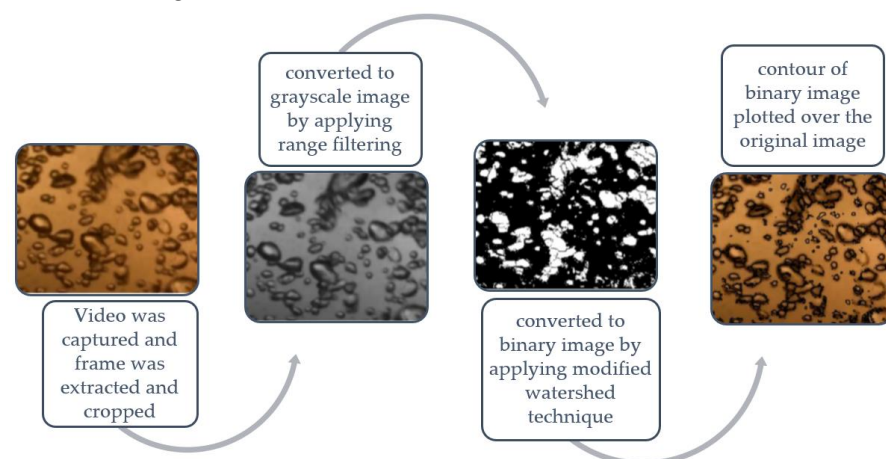 Video was
captured and
frame was
extracted and
cropped
converted to
grayscale image
by applying
range filtering
converted to
binary image by
applying modified
watershed
technique
contour of
binary image
plotted over the
original image